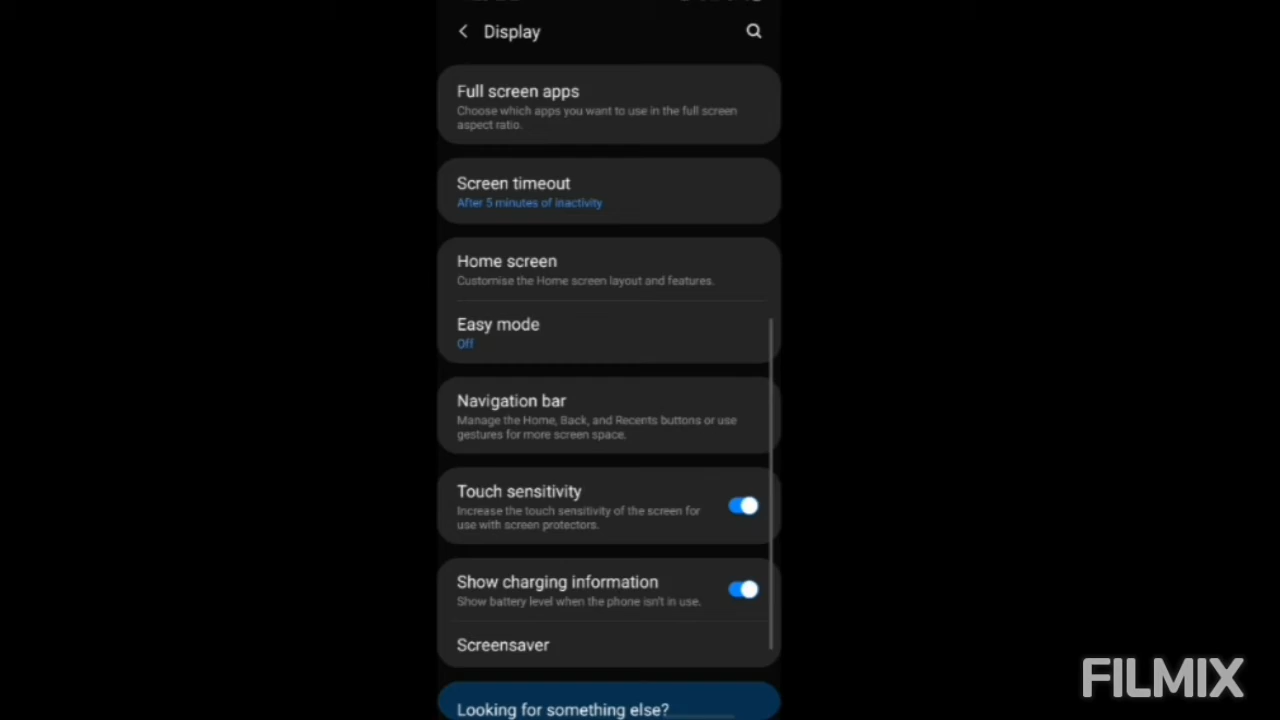 Display
Full screen apps
Choose which apps you want to use in the full screen
aspect ratio.
Screen timeout
After 5 minutes of inactivity
Home screen
Customise the Home screen layout and features.
Easy mode
Off
Navigation bar
Manage the Home, Back, and Recents buttons or use
gestures for more screen space.
Touch sensitivity
Increase the touch sensitivity of the screen for
use with screen protectors.
Show charging information
Show battery level when the phone isn't in use.
Screensaver
Looking for something else?
FILMIX